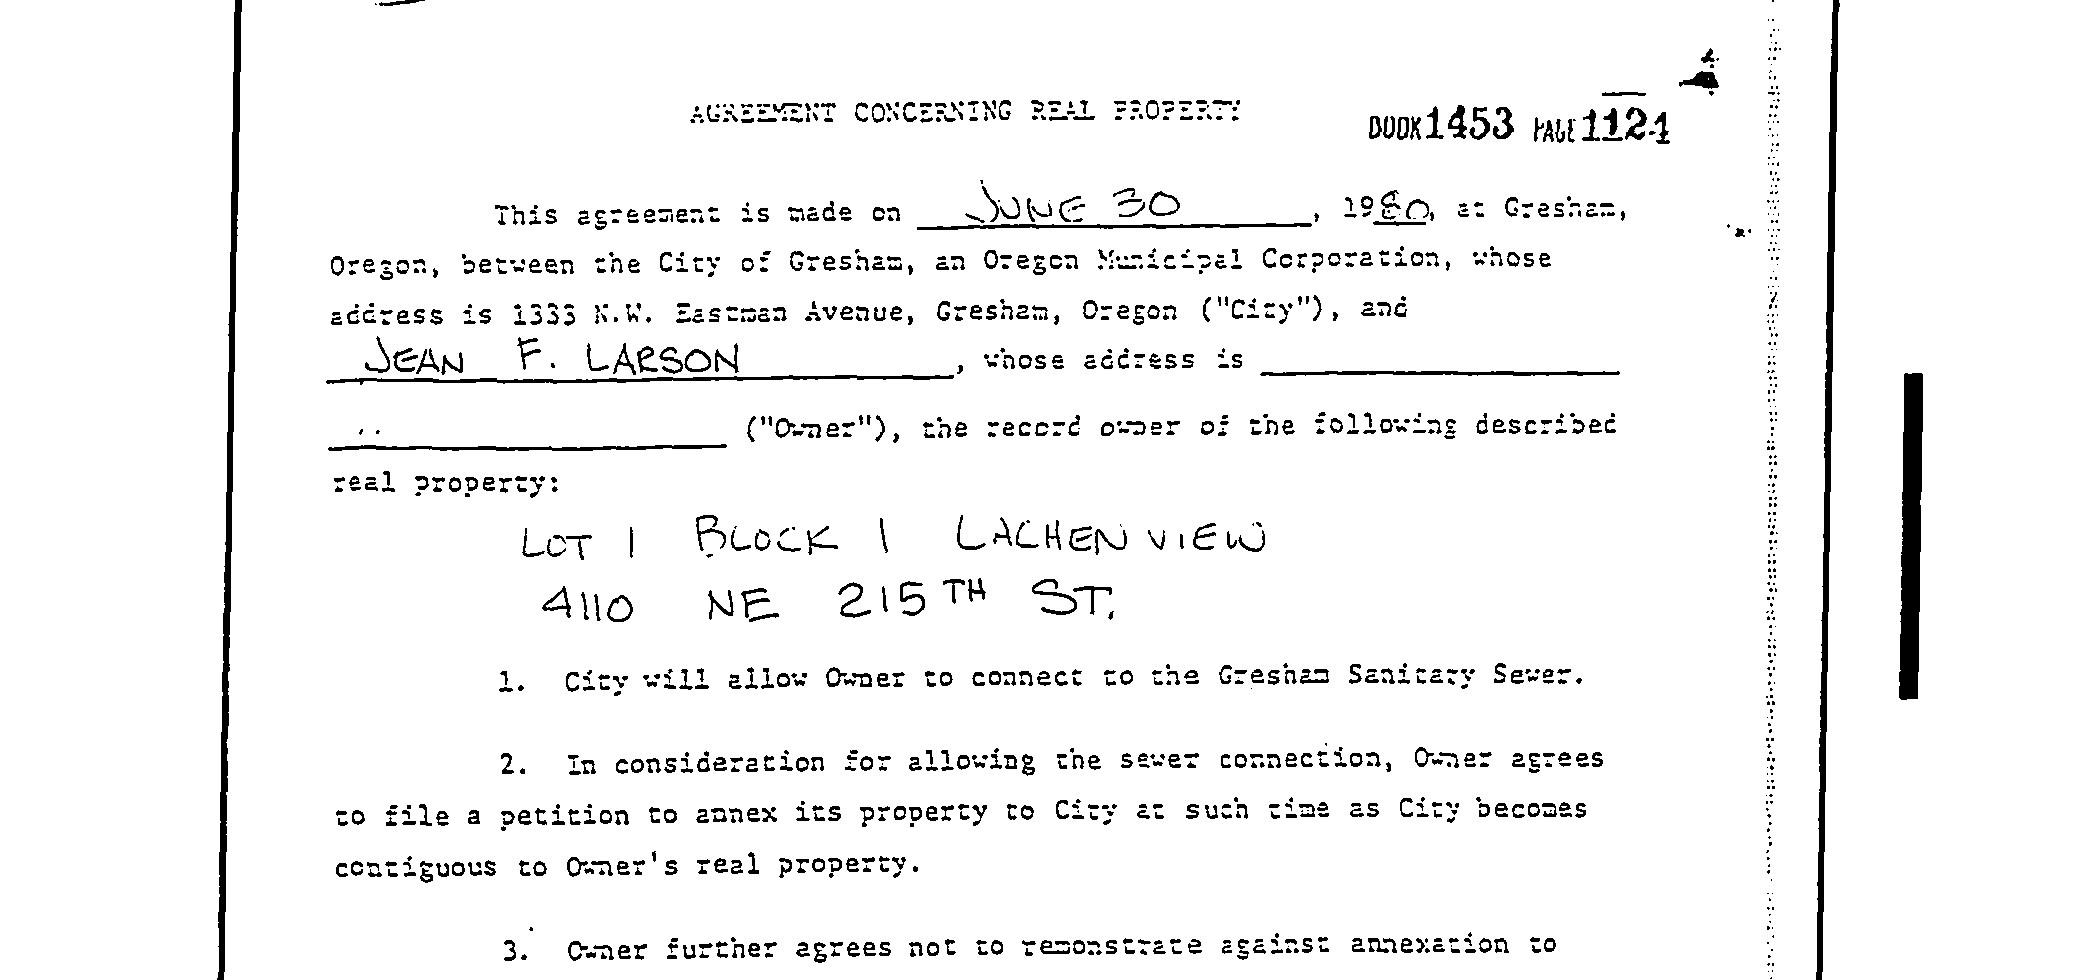 AGREEMENT CONCERNING REAL PROPERTY
BOOK 1453 PAGE 1124
This agreement is made on JUNE 30, 1980, at Gresham,
Oregon, between the City of Gresham, an Oregon Municipal Corporation, whose
address is 1333 N.W. Eastman Avenue, Gresham, Oregon ("City"), and
JEAN F. LARSON, whose address is
("Owner"), the record owner of the following described
real property:
LOT 1 BLOCK 1 LACHENVIEW
4110 NE 215TH ST.
1. City will allow Owner to connect to the Gresham Sanitary Sewer.
2. In consideration for allowing the sewer connection, Owner agrees
to file a petition to annex its property to City at such time as City becomes
contiguous to Owner's real property.
3. Owner further agrees not to remonstrate against annexation to